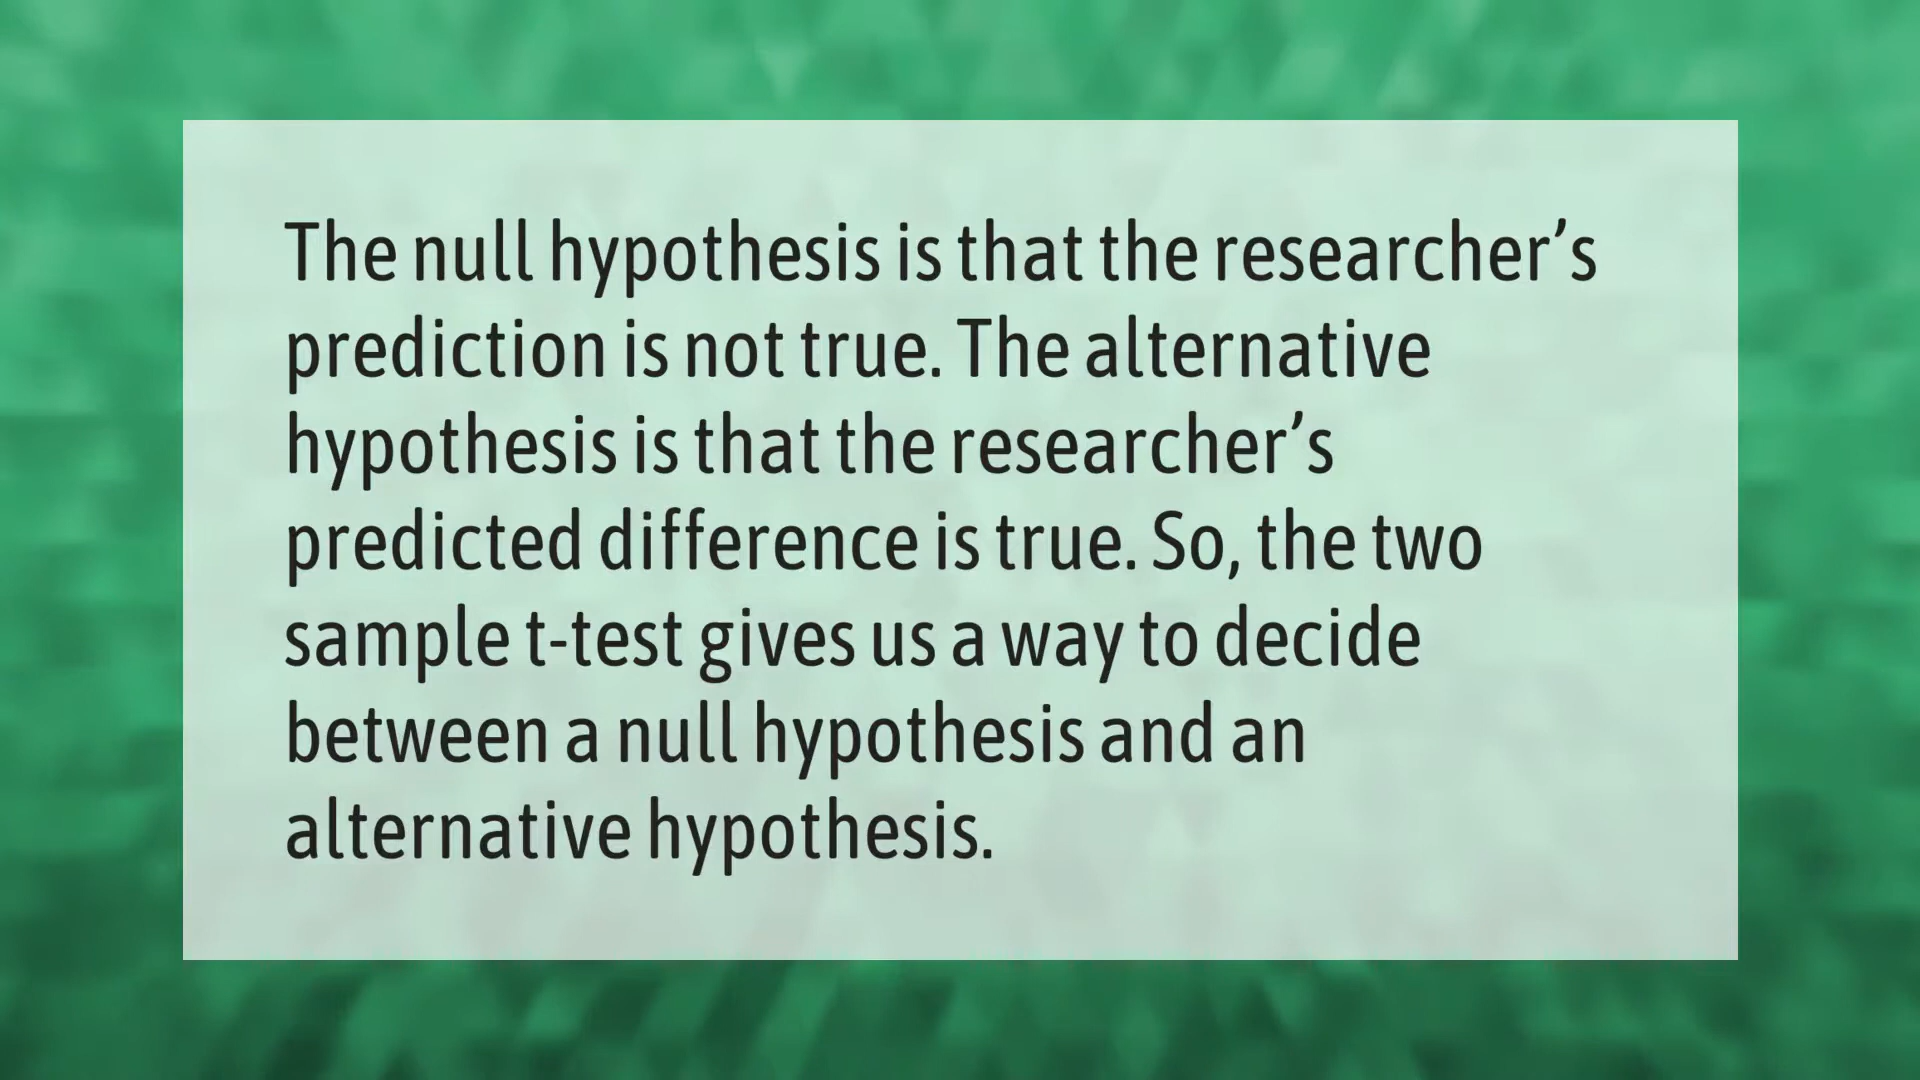 The null hypothesis is that the researcher’s
prediction is not true. The alternative
hypothesis is that the researcher’s
predicted difference is true. So, the two
sample t-test gives us a way to decide
between a null hypothesis and an
alternative hypothesis.